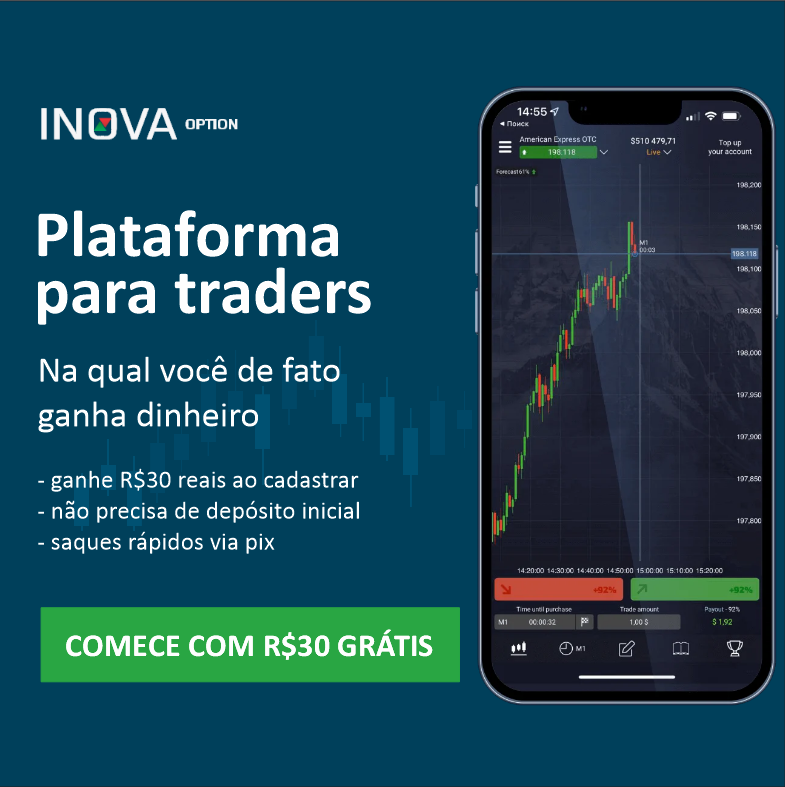 INOVA OPTION
Plataforma
para traders
Na qual você de fato
ganha dinheiro
- ganhe R$30 reais ao cadastrar
- não precisa de depósito inicial
- saques rápidos via pix
COMECE COM R$30 GRÁTIS
14:55
Поиск
American Express OTC
198.118
$510 479,71
Live
Top up
your account
Forecast 61%
198,200
198,150
M1
00:03
198.118
198,100
198,050
198,000
197,950
197,900
197,850
197,800
14:20:00 14:30:00 14:40:00 14:50:00 15:00:00 15:10:00 15:20:00
+92%
+92%
Time until purchase
M1 00:00:32
Trade amount
1,00 $
Payout - 92%
$ 1,92
M1